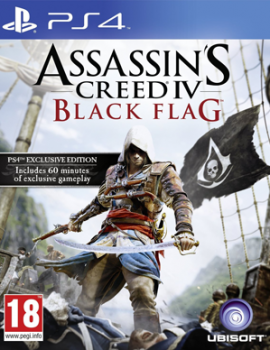 PS4
ASSASSIN'S
CREED IV
BLACK FLAG
PS4™ EXCLUSIVE EDITION
Includes 60 minutes
of exclusive gameplay
18
www.pegi.info
UBISOFT